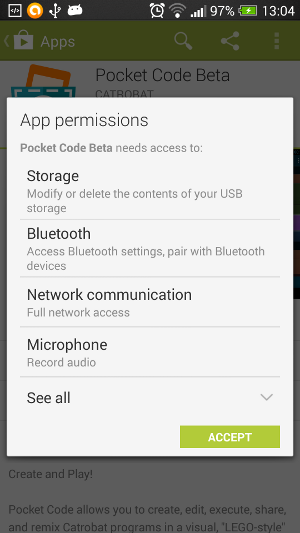 97% 13:04
Apps
Pocket Code Beta
CATROBAT
App permissions
Pocket Code Beta needs access to:
Storage
Modify or delete the contents of your USB
storage
Bluetooth
Access Bluetooth settings, pair with Bluetooth
devices
Network communication
Full network access
Microphone
Record audio
See all
ACCEPT
Create and Play!
Pocket Code allows you to create, edit, execute, share,
and remix Catrobat programs in a visual, "LEGO-style"